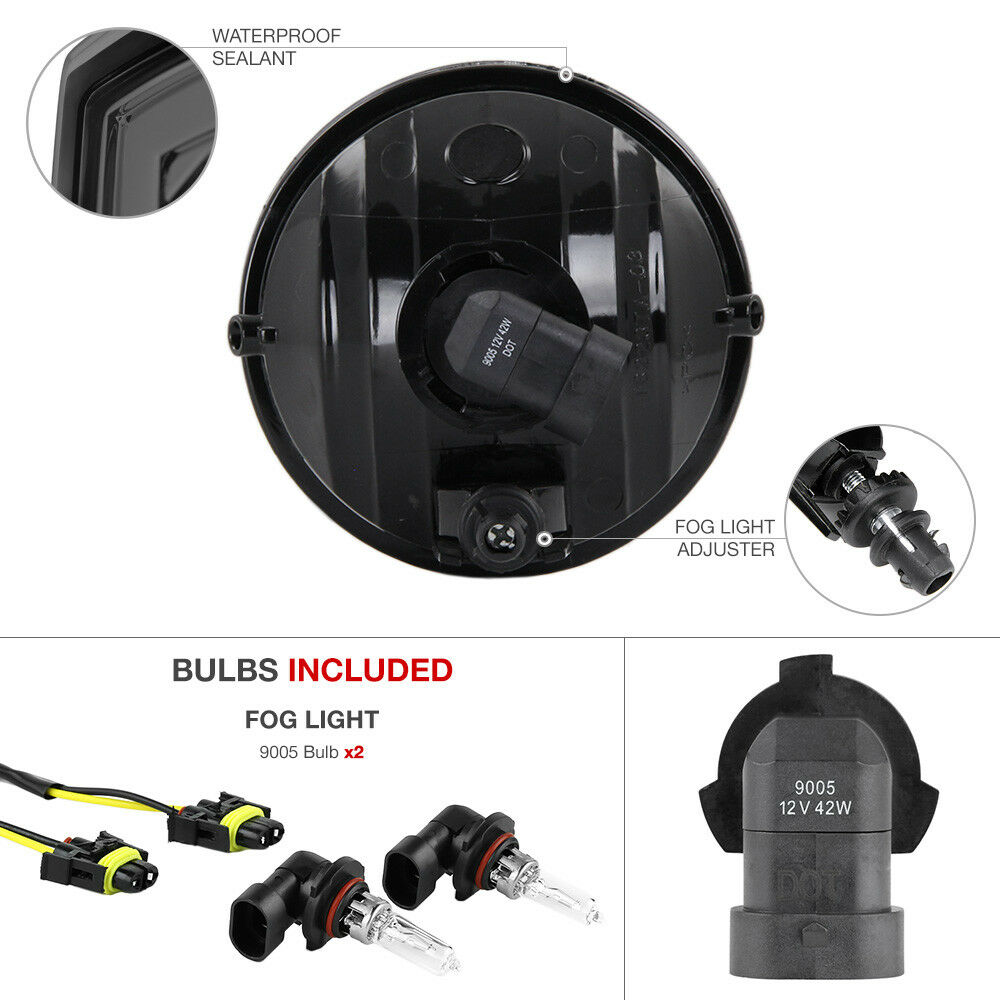 WATERPROOF
SEALANT
9005 12V 42W
DOT
FOG LIGHT
ADJUSTER
BULBS INCLUDED
FOG LIGHT
9005 Bulb x2
9005
12V 42W
DOT